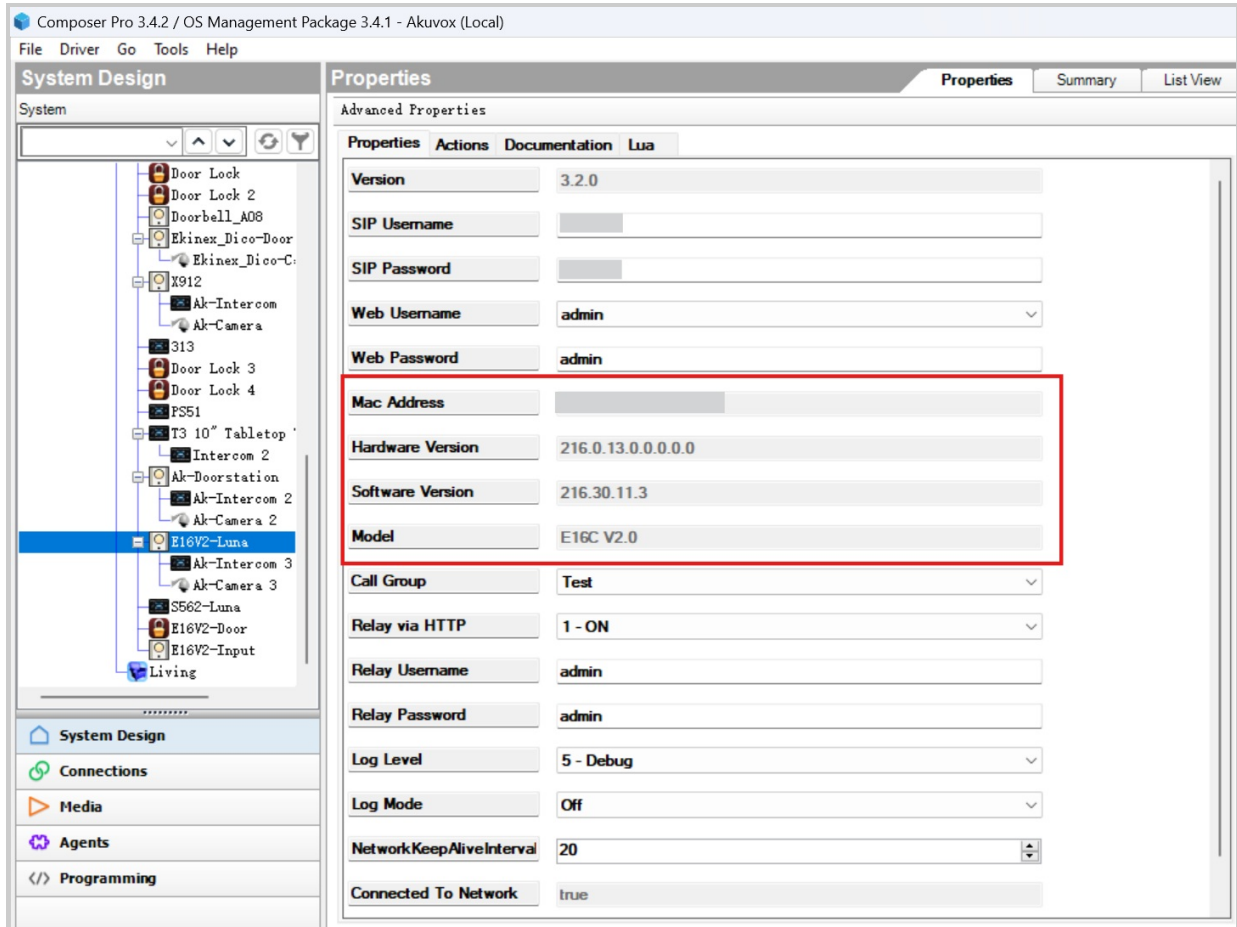 Composer Pro 3.4.2 / OS Management Package 3.4.1 - Akuvox (Local)
File Driver Go Tools Help
System Design
System
Door Lock
Door Lock 2
Doorbell_A08
Ekinex_Dico-Door
Ekinex_Dico-C
X912
Ak-Intercom
Ak-Camera
313
Door Lock 3
Door Lock 4
PS51
T3 10" Tabletop
Intercom 2
Ak-Doorstation
Ak-Intercom 2
Ak-Camera 2
E16V2-Luna
Ak-Intercom 3
Ak-Camera 3
S562-Luna
E16V2-Door
E16V2-Input
Living
System Design
Connections
Media
Agents
Programming
Properties
Properties Summary List View
Advanced Properties
Properties Actions Documentation Lua
Version 3.2.0
SIP Username
SIP Password
Web Username admin
Web Password admin
Mac Address
Hardware Version 216.0.13.0.0.0.0.0
Software Version 216.30.11.3
Model E16C V2.0
Call Group Test
Relay via HTTP 1 - ON
Relay Username admin
Relay Password admin
Log Level 5 - Debug
Log Mode Off
NetworkKeepAliveInterval 20
Connected To Network true